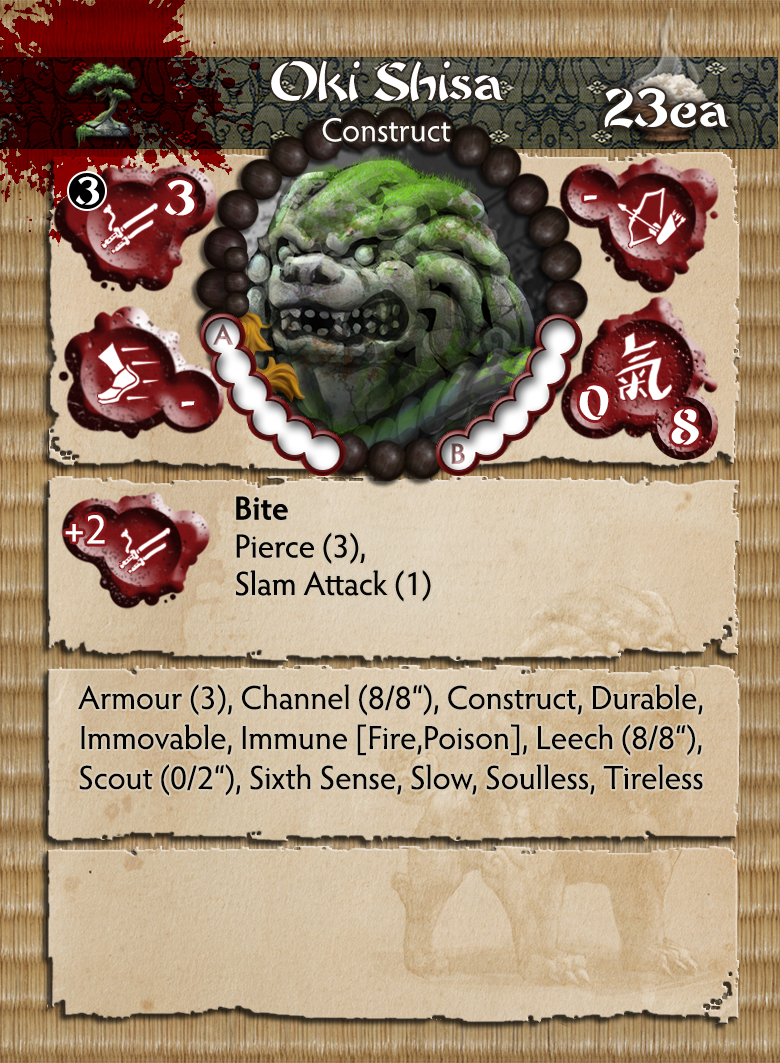 Oki Shisa
23ea
Construct
3
3
-
-
氣
0
8
A
B
+2
Bite
Pierce (3),
Slam Attack (1)
Armour (3), Channel (8/8“), Construct, Durable,
Immovable, Immune [Fire,Poison], Leech (8/8“),
Scout (0/2“), Sixth Sense, Slow, Soulless, Tireless